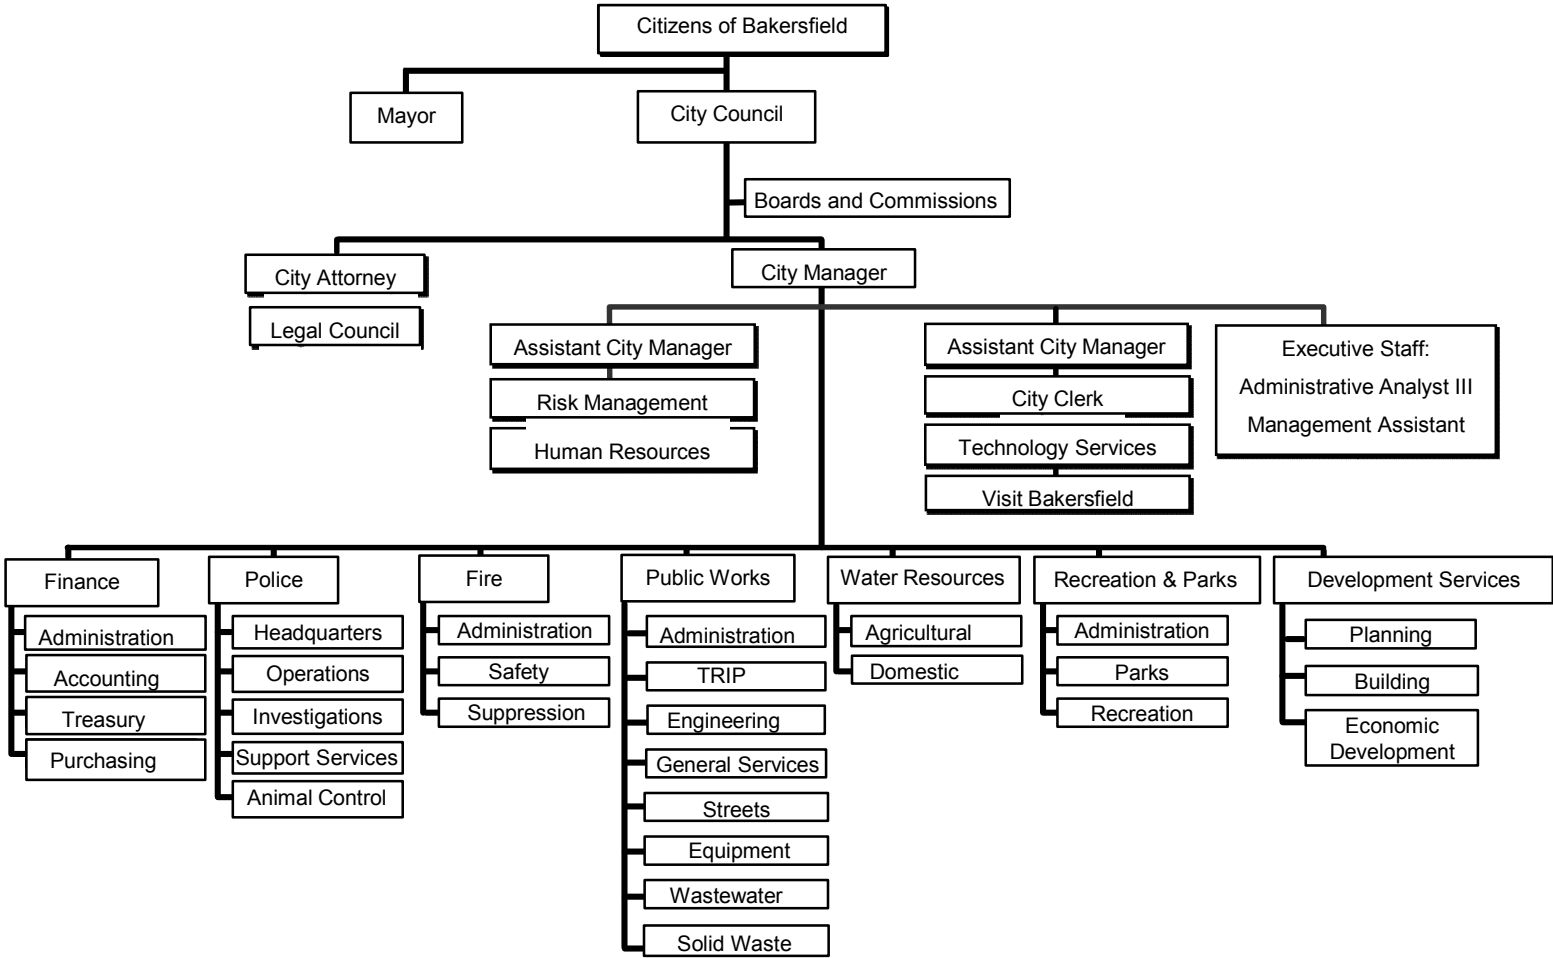 Citizens of Bakersfield
Mayor
City Council
Boards and Commissions
City Attorney
Legal Council
City Manager
Assistant City Manager
Risk Management
Human Resources
Assistant City Manager
City Clerk
Technology Services
Visit Bakersfield
Executive Staff:
Administrative Analyst III
Management Assistant
Finance
Administration
Accounting
Treasury
Purchasing
Police
Headquarters
Operations
Investigations
Support Services
Animal Control
Fire
Administration
Safety
Suppression
Public Works
Administration
TRIP
Engineering
General Services
Streets
Equipment
Wastewater
Solid Waste
Water Resources
Agricultural
Domestic
Recreation & Parks
Administration
Parks
Recreation
Development Services
Planning
Building
Economic
Development